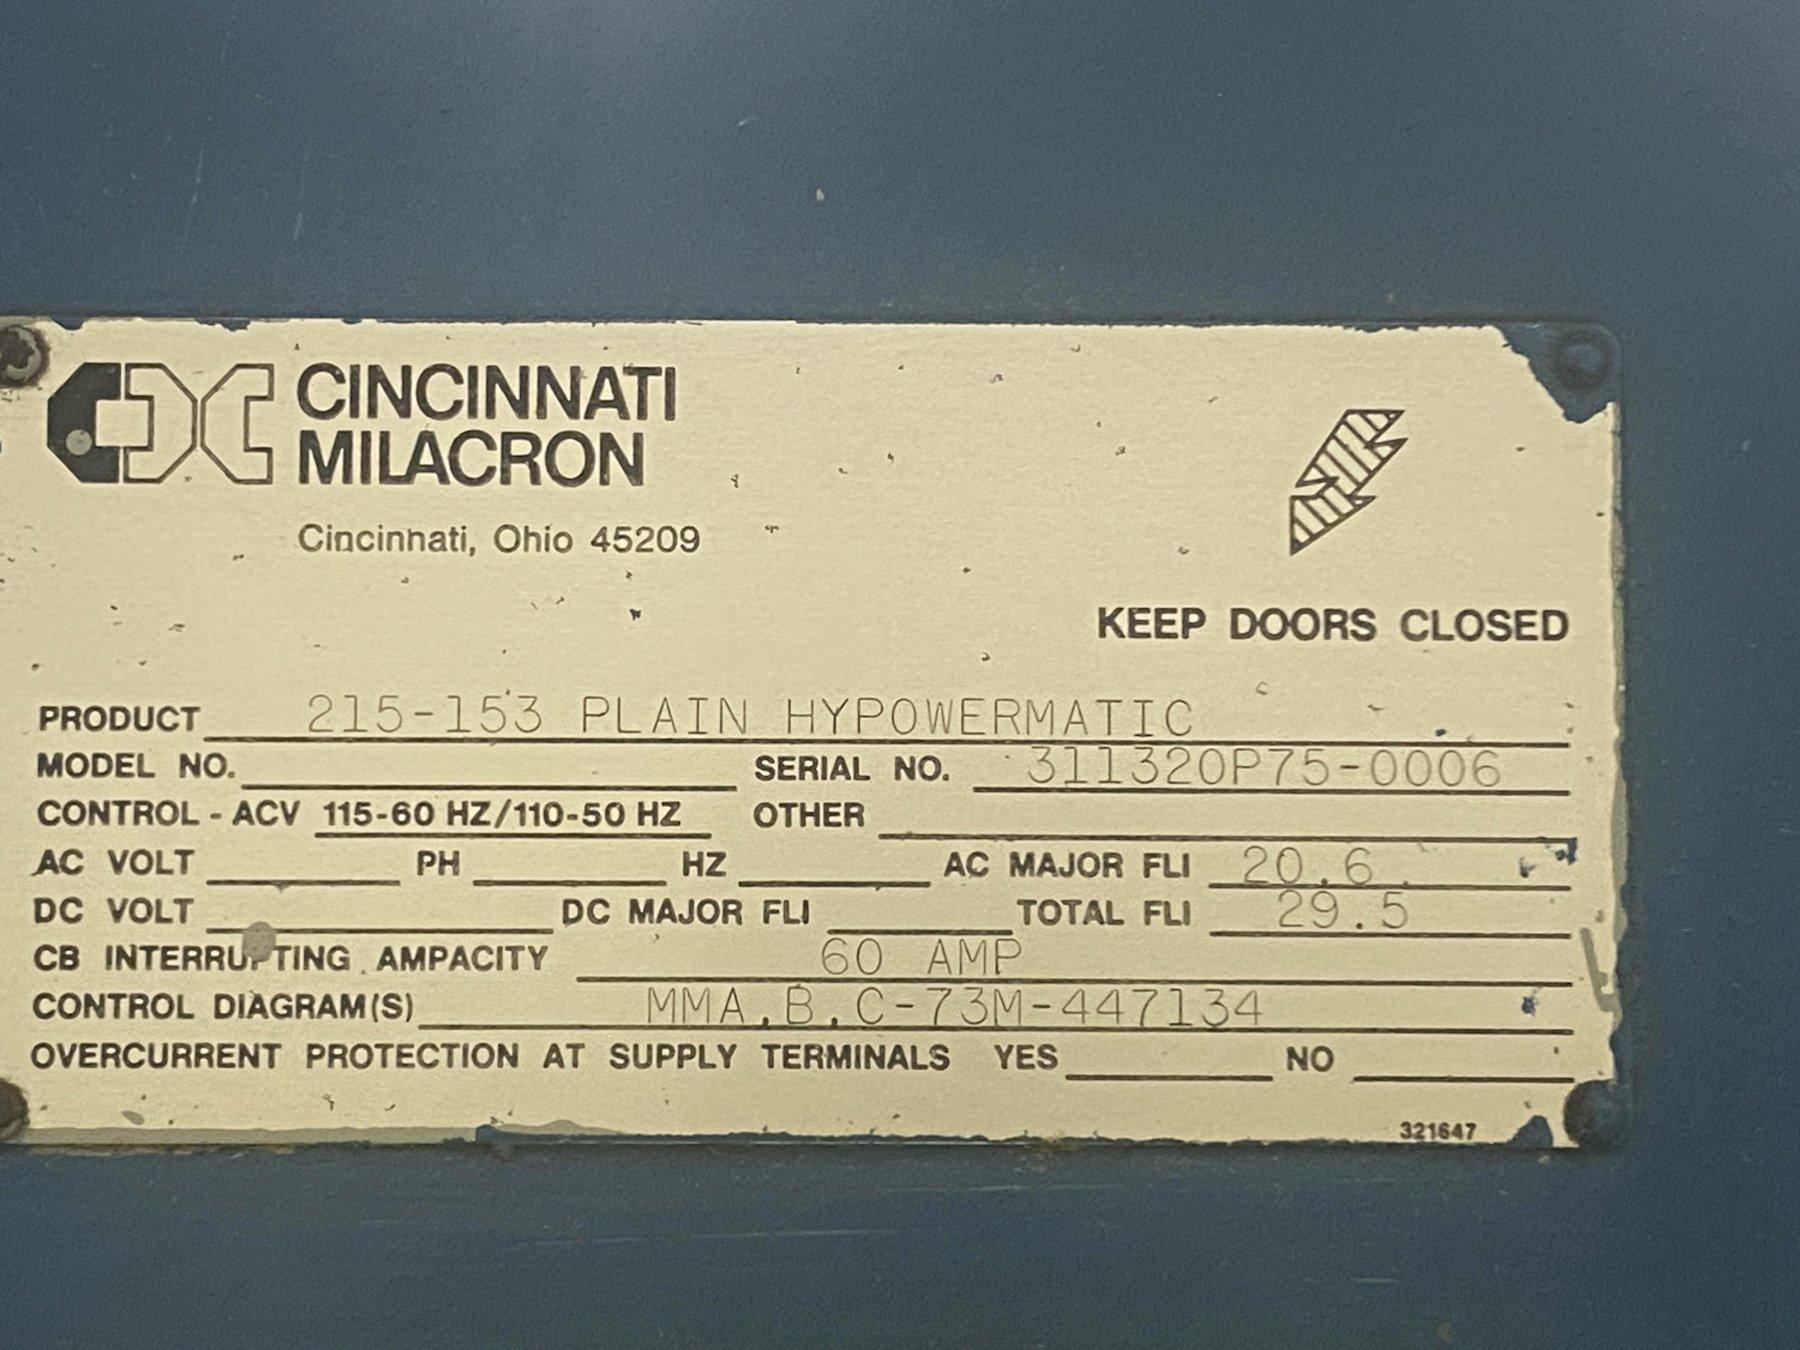 CINCINNATI
MILACRON
Cincinnati, Ohio 45209
KEEP DOORS CLOSED
PRODUCT 215-153 PLAIN HYPOWERMATIC
MODEL NO. SERIAL NO. 311320P75-0006
CONTROL - ACV 115-60 HZ/110-50 HZ OTHER
AC VOLT PH HZ AC MAJOR FLI 20.6
DC VOLT DC MAJOR FLI TOTAL FLI 29.5
CB INTERRUPTING AMPACITY 60 AMP
CONTROL DIAGRAM(S) MMA,B,C-73M-447134
OVERCURRENT PROTECTION AT SUPPLY TERMINALS YES NO
321647